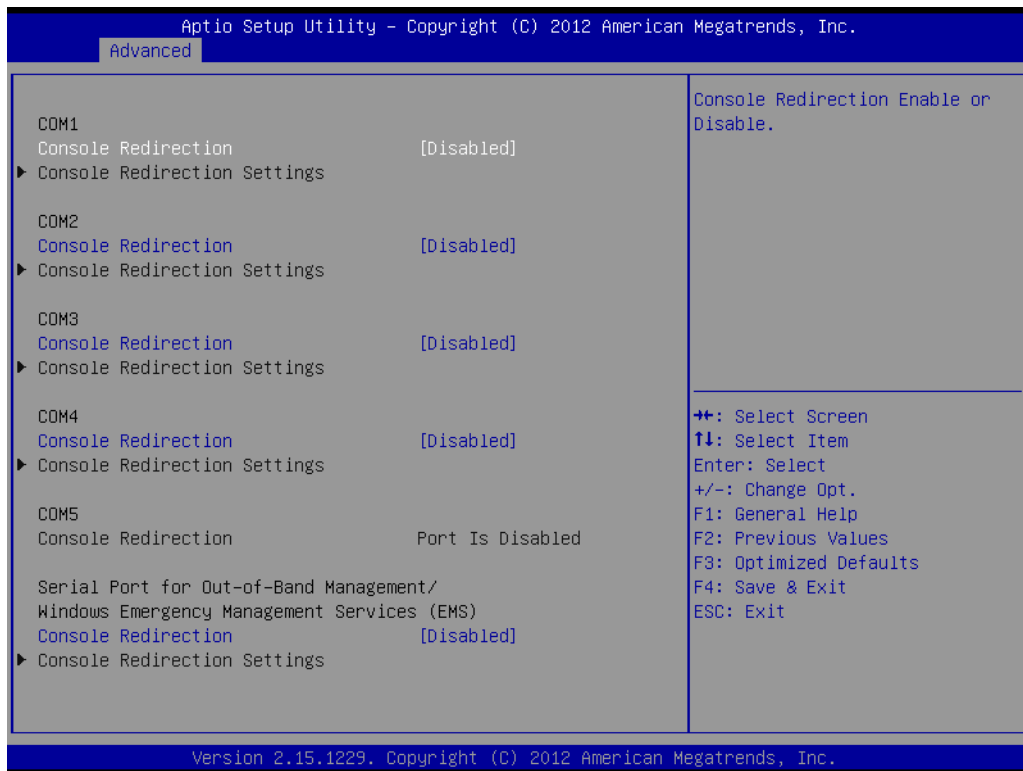 Aptio Setup Utility – Copyright (C) 2012 American Megatrends, Inc.
Advanced
COM1
Console Redirection [Disabled]
▶ Console Redirection Settings
COM2
Console Redirection [Disabled]
▶ Console Redirection Settings
COM3
Console Redirection [Disabled]
▶ Console Redirection Settings
COM4
Console Redirection [Disabled]
▶ Console Redirection Settings
COM5
Console Redirection Port Is Disabled
Serial Port for Out-of-Band Management/
Windows Emergency Management Services (EMS)
Console Redirection [Disabled]
▶ Console Redirection Settings
Console Redirection Enable or
Disable.
→←: Select Screen
↑↓: Select Item
Enter: Select
+/-: Change Opt.
F1: General Help
F2: Previous Values
F3: Optimized Defaults
F4: Save & Exit
ESC: Exit
Version 2.15.1229. Copyright (C) 2012 American Megatrends, Inc.